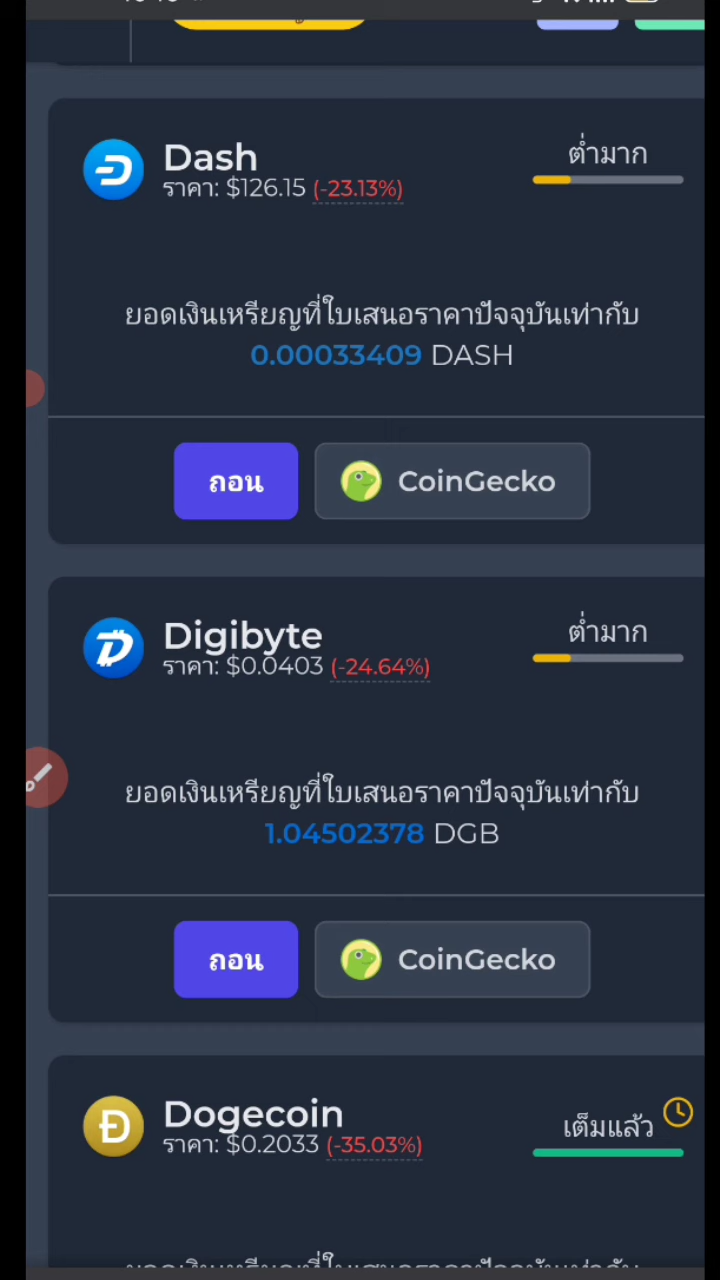 Dash
ราคา: $126.15 (-23.13%)
ต่ำมาก
ยอดเงินเหรียญที่ใบเสนอราคาปัจจุบันเท่ากับ
0.00033409 DASH
ถอน
CoinGecko
Digibyte
ราคา: $0.0403 (-24.64%)
ต่ำมาก
ยอดเงินเหรียญที่ใบเสนอราคาปัจจุบันเท่ากับ
1.04502378 DGB
ถอน
CoinGecko
Dogecoin
ราคา: $0.2033 (-35.03%)
เต็มแล้ว